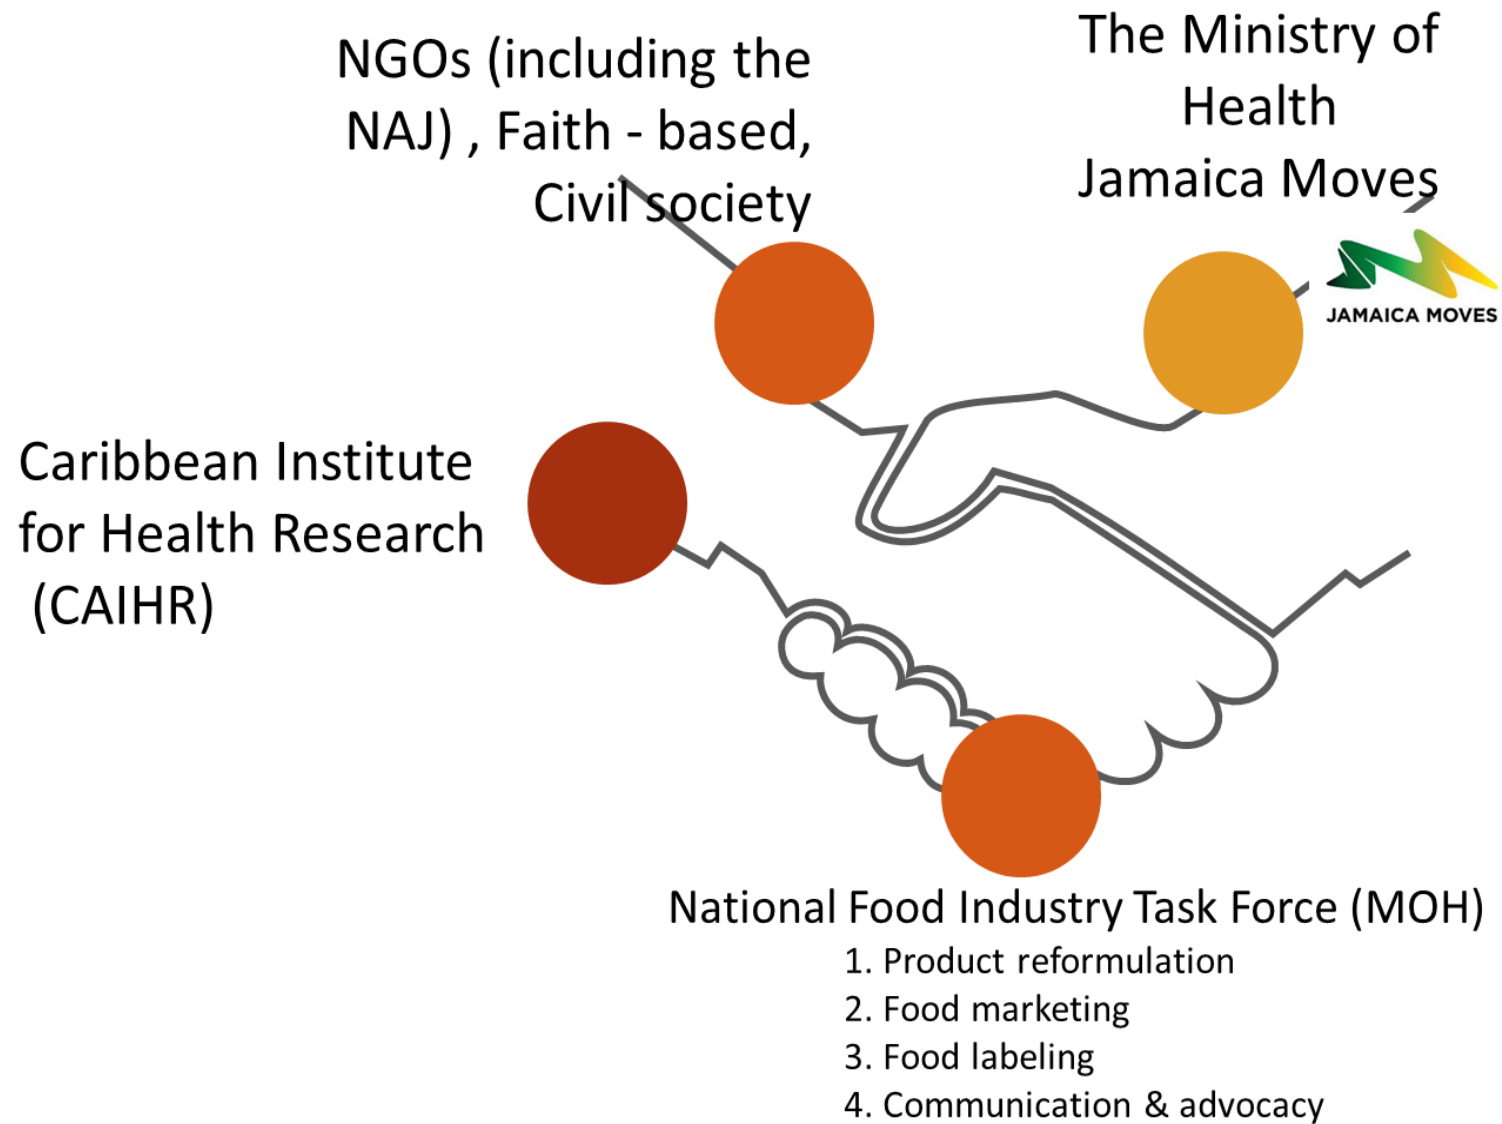 NGOs (including the
NAJ) , Faith - based,
Civil society
The Ministry of
Health
Jamaica Moves
JAMAICA MOVES
Caribbean Institute
for Health Research
(CAIHR)
National Food Industry Task Force (MOH)
1. Product reformulation
2. Food marketing
3. Food labeling
4. Communication & advocacy